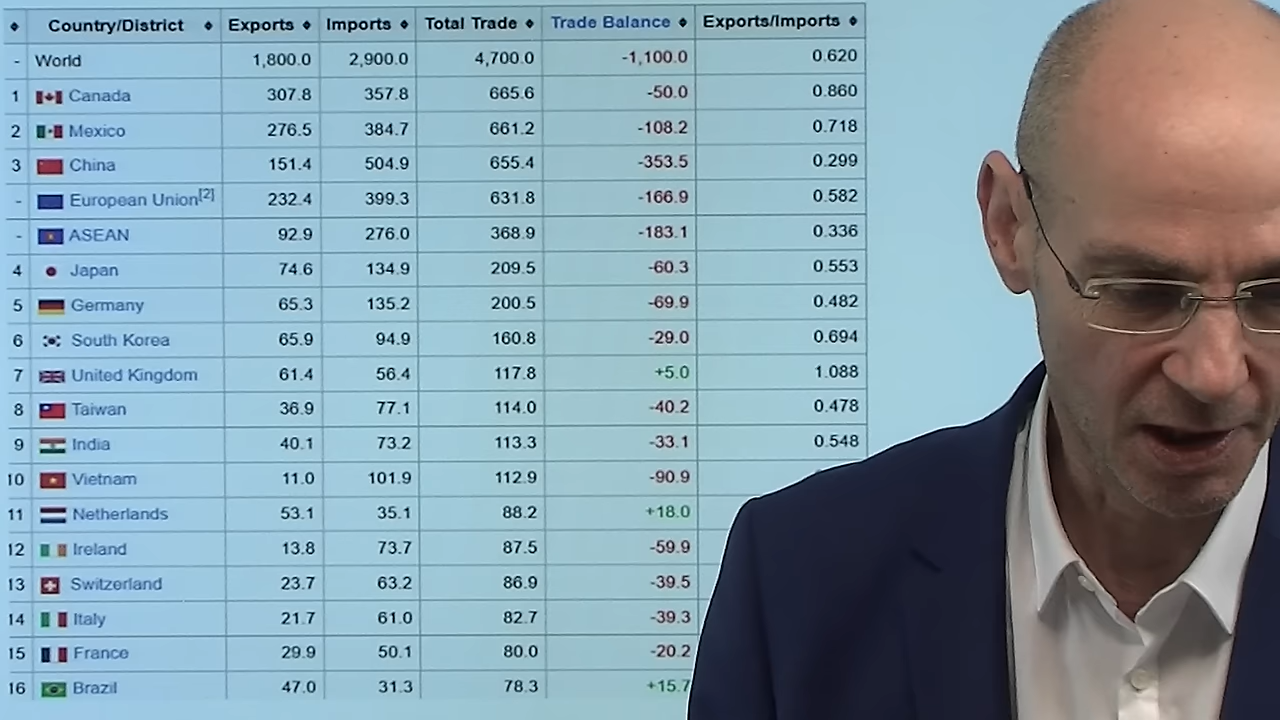 Country/District Exports Imports Total Trade Trade Balance Exports/Imports
- World 1,800.0 2,900.0 4,700.0 -1,100.0 0.620
1 Canada 307.8 357.8 665.6 -50.0 0.860
2 Mexico 276.5 384.7 661.2 -108.2 0.718
3 China 151.4 504.9 655.4 -353.5 0.299
- European Union[2] 232.4 399.3 631.8 -166.9 0.582
- ASEAN 92.9 276.0 368.9 -183.1 0.336
4 Japan 74.6 134.9 209.5 -60.3 0.553
5 Germany 65.3 135.2 200.5 -69.9 0.482
6 South Korea 65.9 94.9 160.8 -29.0 0.694
7 United Kingdom 61.4 56.4 117.8 +5.0 1.088
8 Taiwan 36.9 77.1 114.0 -40.2 0.478
9 India 40.1 73.2 113.3 -33.1 0.548
10 Vietnam 11.0 101.9 112.9 -90.9
11 Netherlands 53.1 35.1 88.2 +18.0
12 Ireland 13.8 73.7 87.5 -59.9
13 Switzerland 23.7 63.2 86.9 -39.5
14 Italy 21.7 61.0 82.7 -39.3
15 France 29.9 50.1 80.0 -20.2
16 Brazil 47.0 31.3 78.3 +15.7